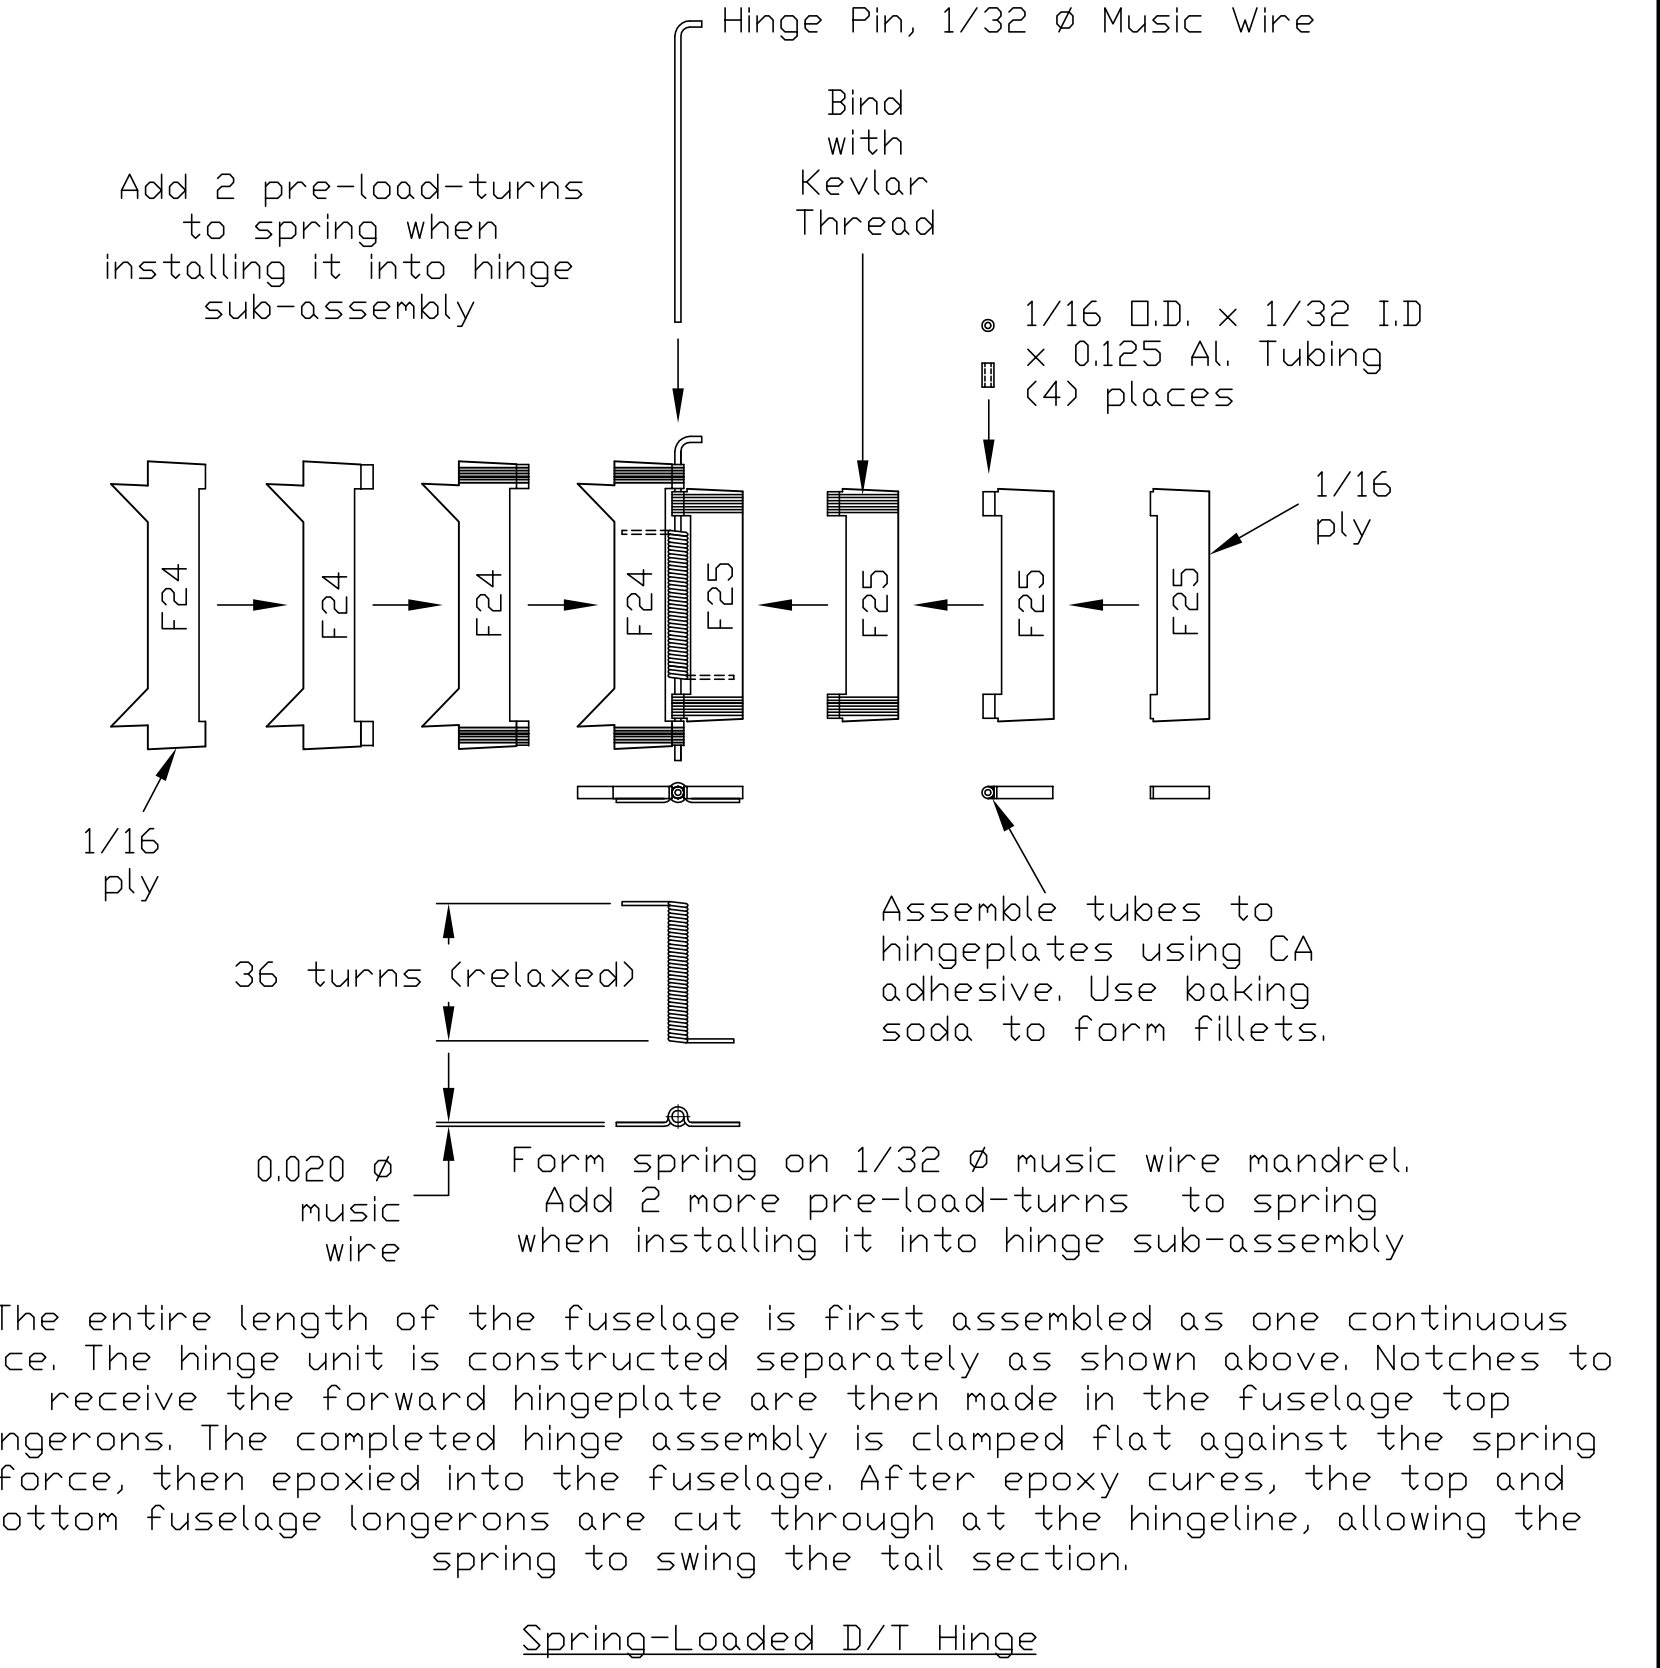 Hinge Pin, 1/32 Ø Music Wire
Bind
with
Kevlar
Thread
Add 2 pre-load-turns
to spring when
installing it into hinge
sub-assembly
1/16 O.D. x 1/32 I.D
x 0.125 Al. Tubing
(4) places
1/16
ply
F24
F24
F24
F24
F25
F25
F25
F25
1/16
ply
Assemble tubes to
hingeplates using CA
adhesive. Use baking
soda to form fillets.
36 turns (relaxed)
0.020 Ø
music
wire
Form spring on 1/32 Ø music wire mandrel.
Add 2 more pre-load-turns to spring
when installing it into hinge sub-assembly
The entire length of the fuselage is first assembled as one continuous
ce. The hinge unit is constructed separately as shown above. Notches to
receive the forward hingeplate are then made in the fuselage top
ngerons. The completed hinge assembly is clamped flat against the spring
force, then epoxied into the fuselage. After epoxy cures, the top and
ottom fuselage longerons are cut through at the hingeline, allowing the
spring to swing the tail section.
Spring-Loaded D/T Hinge